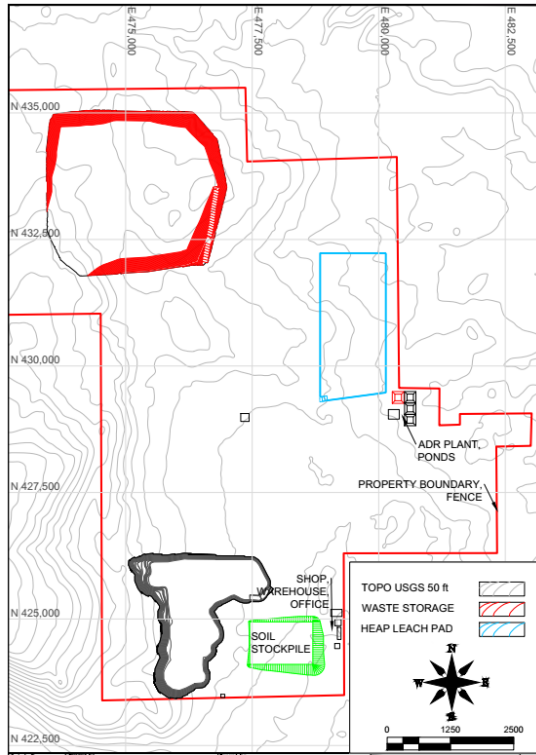 E 475,000
E 477,500
E 480,000
E 482,500
N 435,000
N 432,500
N 430,000
ADR PLANT,
PONDS
N 427,500
PROPERTY BOUNDARY,
FENCE
SHOP,
WAREHOUSE,
OFFICE
N 425,000
SOIL
STOCKPILE
TOPO USGS 50 ft
WASTE STORAGE
HEAP LEACH PAD
N
W
E
S
0
1250
2500
N 422,500